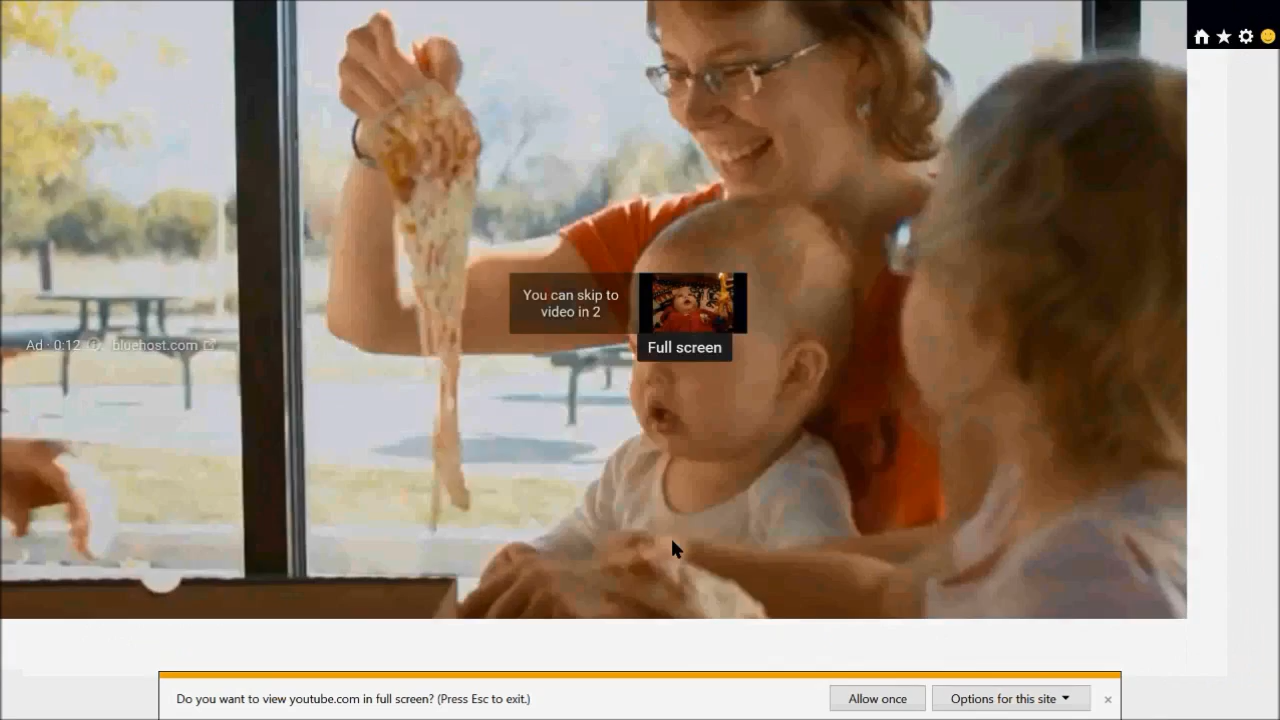 You can skip to
video in 2
Full screen
Ad · 0:12 bluehost.com
Do you want to view youtube.com in full screen? (Press Esc to exit.)
Allow once
Options for this site